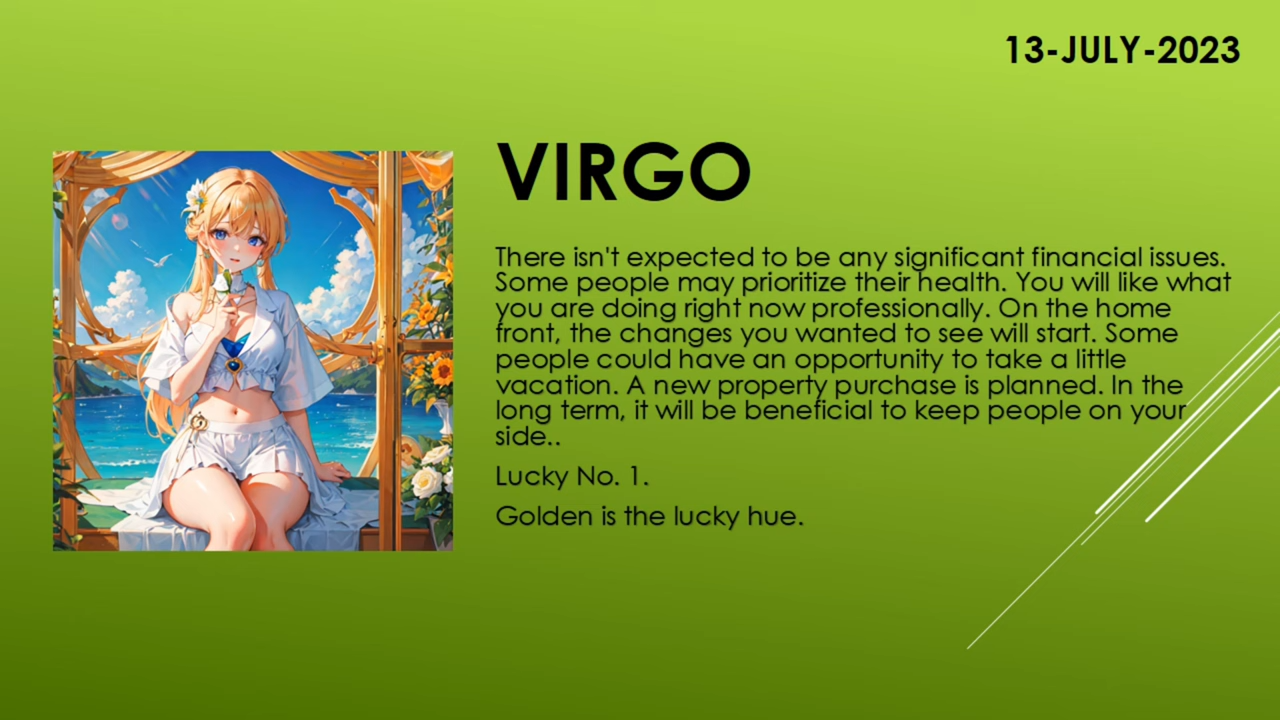 13-JULY-2023
VIRGO
There isn't expected to be any significant financial issues.
Some people may prioritize their health. You will like what
you are doing right now professionally. On the home
front, the changes you wanted to see will start. Some
people could have an opportunity to take a little
vacation. A new property purchase is planned. In the
long term, it will be beneficial to keep people on your
side..
Lucky No. 1.
Golden is the lucky hue.